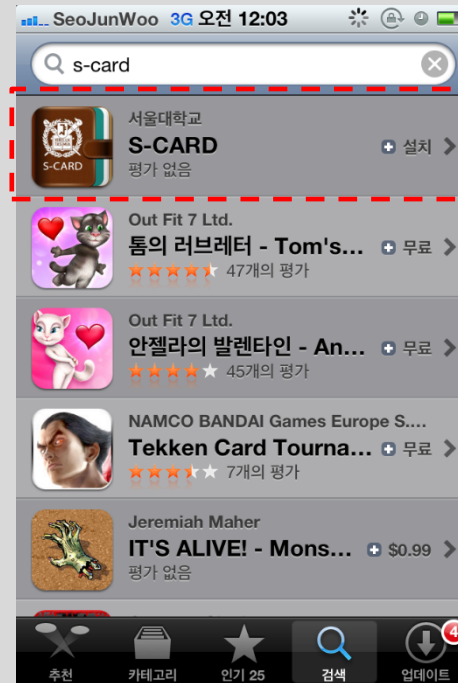 SeoJunWoo 3G 오전 12:03
s-card
서울대학교
S-CARD
S-CARD
설치
평가 없음
Out Fit 7 Ltd.
톰의 러브레터 - Tom's...
무료
47개의 평가
Out Fit 7 Ltd.
안젤라의 발렌타인 - An...
무료
45개의 평가
NAMCO BANDAI Games Europe S....
Tekken Card Tourna...
무료
7개의 평가
Jeremiah Maher
IT'S ALIVE! - Mons...
$0.99
평가 없음
4
추천
카테고리
인기 25
검색
업데이트